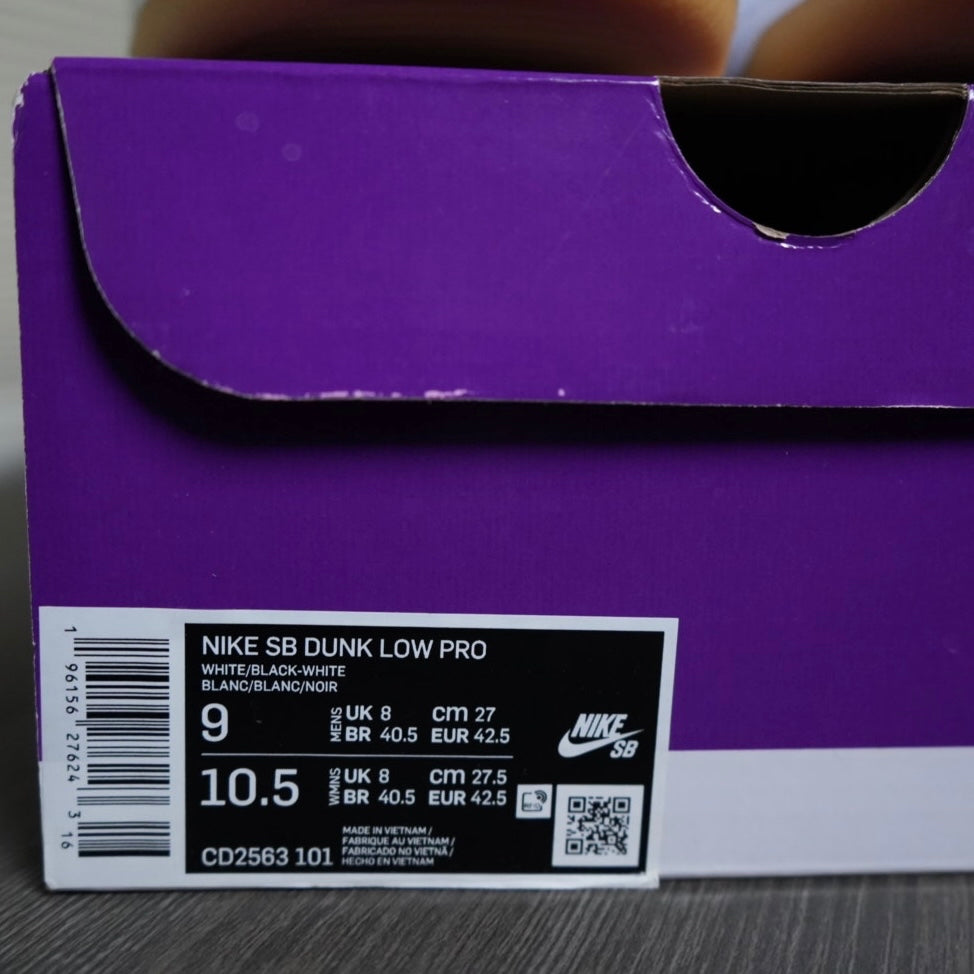 NIKE SB DUNK LOW PRO
WHITE/BLACK-WHITE
BLANC/BLANC/NOIR
9 MENS UK 8 cm 27
BR 40.5 EUR 42.5
10.5 WMNS UK 8 cm 27.5
BR 40.5 EUR 42.5
MADE IN VIETNAM /
FABRIQUE AU VIETNAM /
FABRICADO NO VIETNÃ /
HECHO EN VIETNAM
CD2563 101
NIKE
SB
1 96156 27624 3 16